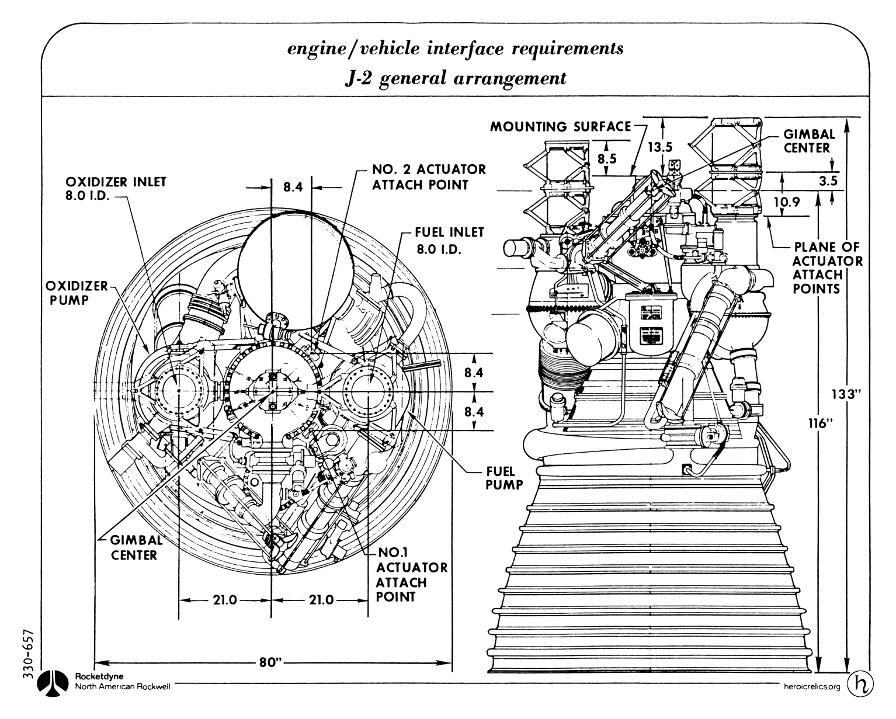 engine/vehicle interface requirements
J-2 general arrangement
MOUNTING SURFACE
13.5
8.5
GIMBAL
CENTER
3.5
10.9
PLANE OF
ACTUATOR
ATTACH
POINTS
133"
116"
OXIDIZER INLET
8.0 I.D.
8.4
NO. 2 ACTUATOR
ATTACH POINT
FUEL INLET
8.0 I.D.
OXIDIZER
PUMP
8.4
8.4
FUEL
PUMP
GIMBAL
CENTER
NO.1
ACTUATOR
ATTACH
POINT
21.0
21.0
80"
330-657
Rocketdyne
North American Rockwell
heroicrelics.org
h